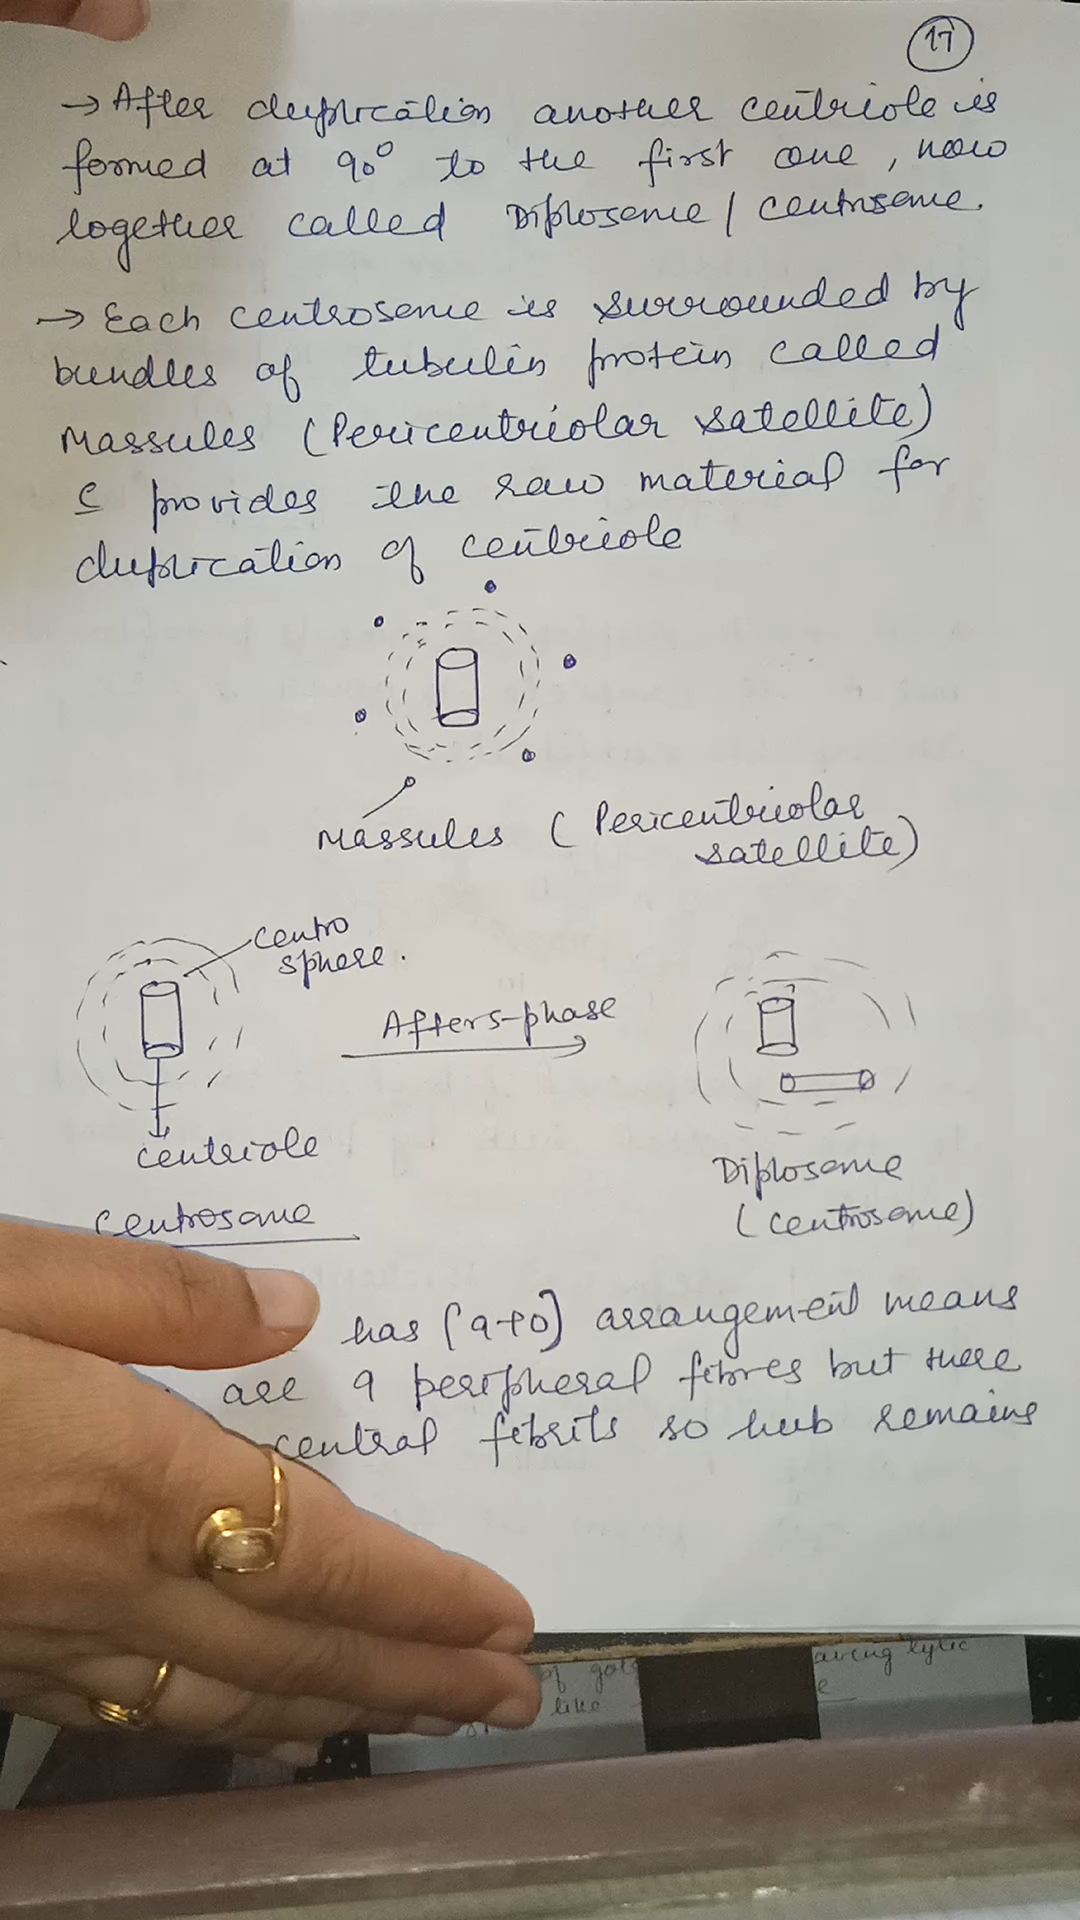 17
→ After duplication another centriole is
formed at 90° to the first one, now
together called Diplosome / centrosome.
→ Each centrosome is surrounded by
bundles of tubulin protein called
Massules (Pericentriolar satellite)
c provides the raw material for
duplication of centriole
Massules (Pericentriolar
satellite)
centro
sphere.
After S-phase
centriole
Centrosome
Diplosome
(centrosome)
has [9+0] arrangement means
are 9 peripheral fibres but there
central fibrils so hub remains
of
like
lytic